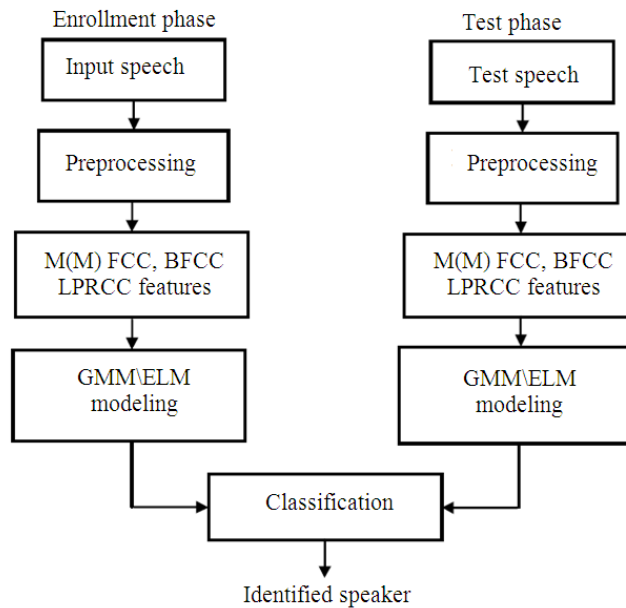 Enrollment phase
Input speech
Preprocessing
M(M) FCC, BFCC
LPRCC features
GMM\ELM
modeling
Test phase
Test speech
Preprocessing
M(M) FCC, BFCC
LPRCC features
GMM\ELM
modeling
Classification
Identified speaker